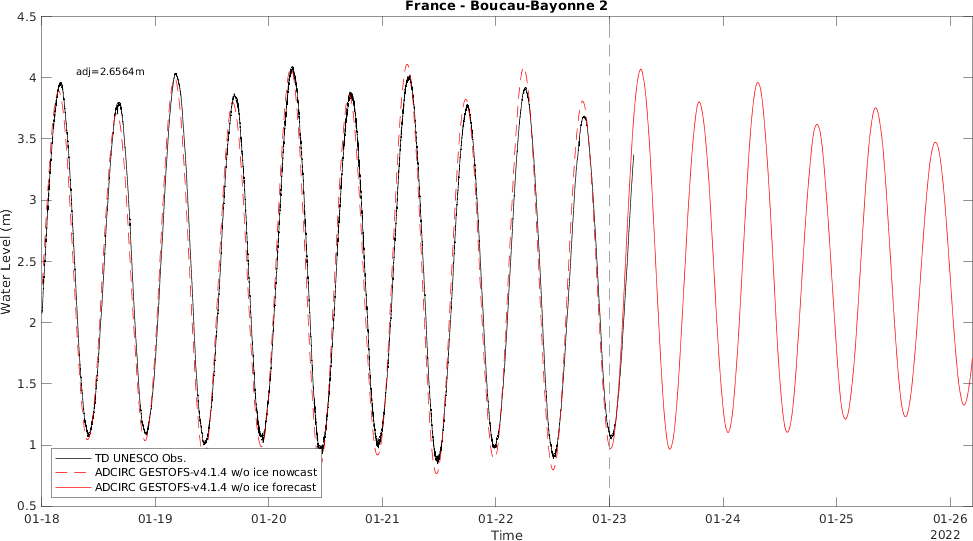 France - Boucau-Bayonne 2
4.5
4
3.5
3
2.5
2
1.5
1
0.5
Water Level (m)
adj=2.6564m
TD UNESCO Obs.
ADCIRC GESTOFS-v4.1.4 w/o ice nowcast
ADCIRC GESTOFS-v4.1.4 w/o ice forecast
01-18 01-19 01-20 01-21 01-22 01-23 01-24 01-25 01-26
2022
Time